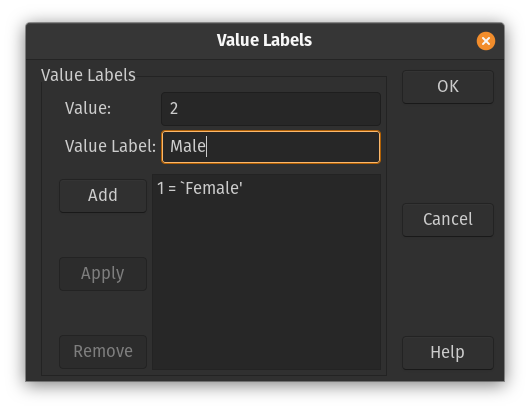 Value Labels
Value Labels
Value: 2
Value Label: Male
Add
1 = `Female'
Apply
Remove
OK
Cancel
Help